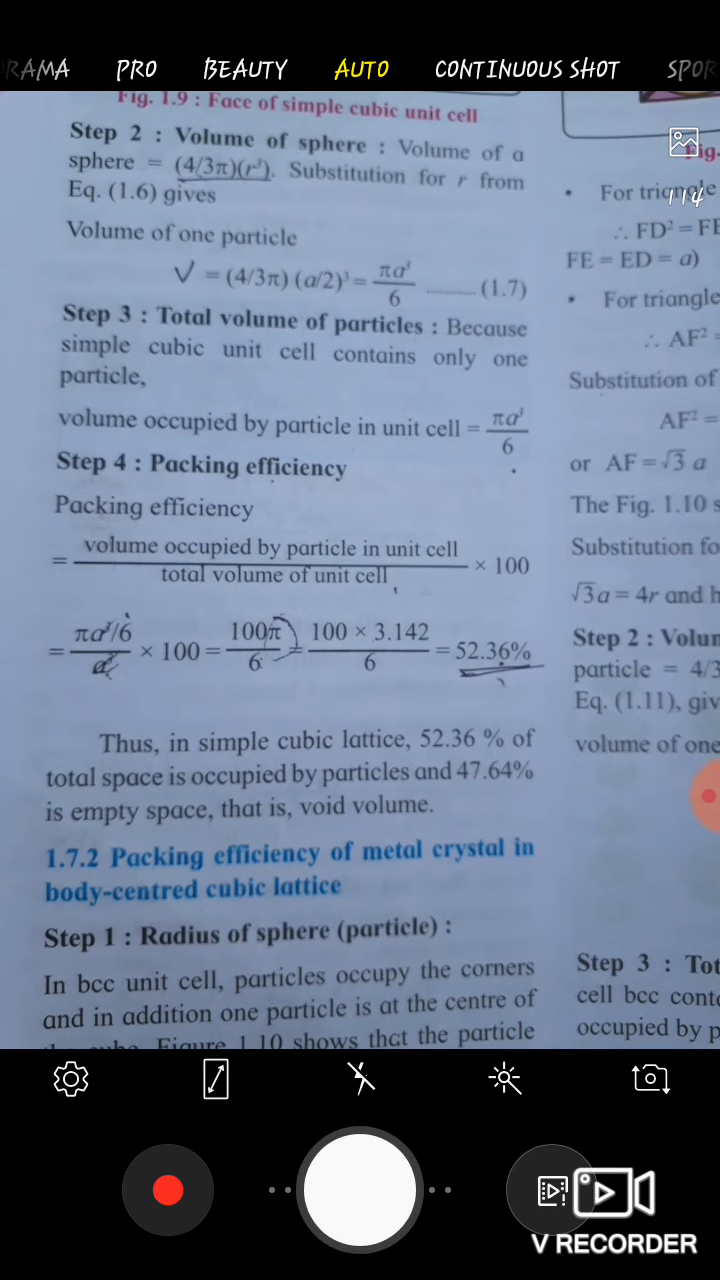 PRO
BEAUTY
AUTO
CONTINUOUS SHOT
Fig. 1.9 : Face of simple cubic unit cell
Step 2 : Volume of sphere : Volume of a
sphere = (4/3π)(r³). Substitution for r from
Eq. (1.6) gives
Volume of one particle
V = (4/3π) (a/2)³ = πa³/6 ............ (1.7)
Step 3 : Total volume of particles : Because
simple cubic unit cell contains only one
particle,
volume occupied by particle in unit cell = πa³/6
Step 4 : Packing efficiency
Packing efficiency
= volume occupied by particle in unit cell / total volume of unit cell × 100
= πa³/6 / a³ × 100 = 100π/6 = 100 × 3.142/6 = 52.36%
Thus, in simple cubic lattice, 52.36 % of
total space is occupied by particles and 47.64%
is empty space, that is, void volume.
1.7.2 Packing efficiency of metal crystal in
body-centred cubic lattice
Step 1 : Radius of sphere (particle) :
In bcc unit cell, particles occupy the corners
and in addition one particle is at the centre of
the cube. Figure 1.10 shows that the particle
114
• For triangle
∴ FD² = FE
FE = ED = a)
• For triangle
∴ AF² =
Substitution of
AF² =
or AF = √3 a
The Fig. 1.10
Substitution
√3a = 4r and
Step 2 :
particle = 4/3
Eq. (1.11),
volume of one
Step 3 :
cell bcc
occupied by
V RECORDER